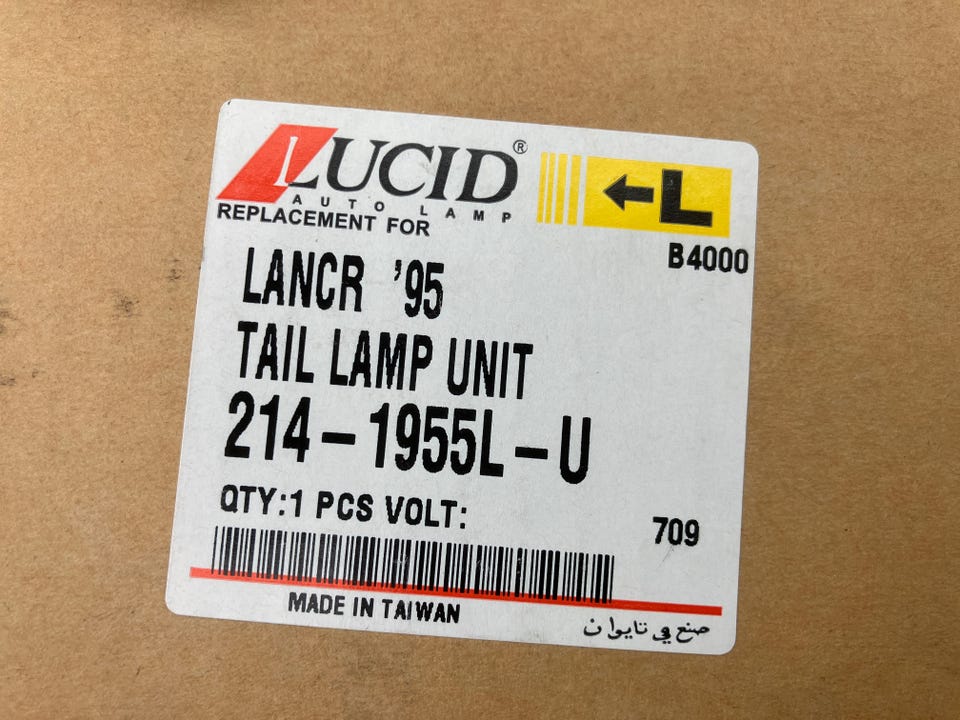 LUCID®
AUTO LAMP
L
REPLACEMENT FOR
B4000
LANCR '95
TAIL LAMP UNIT
214-1955L-U
QTY:1 PCS VOLT:
709
MADE IN TAIWAN
صنع في تايوان